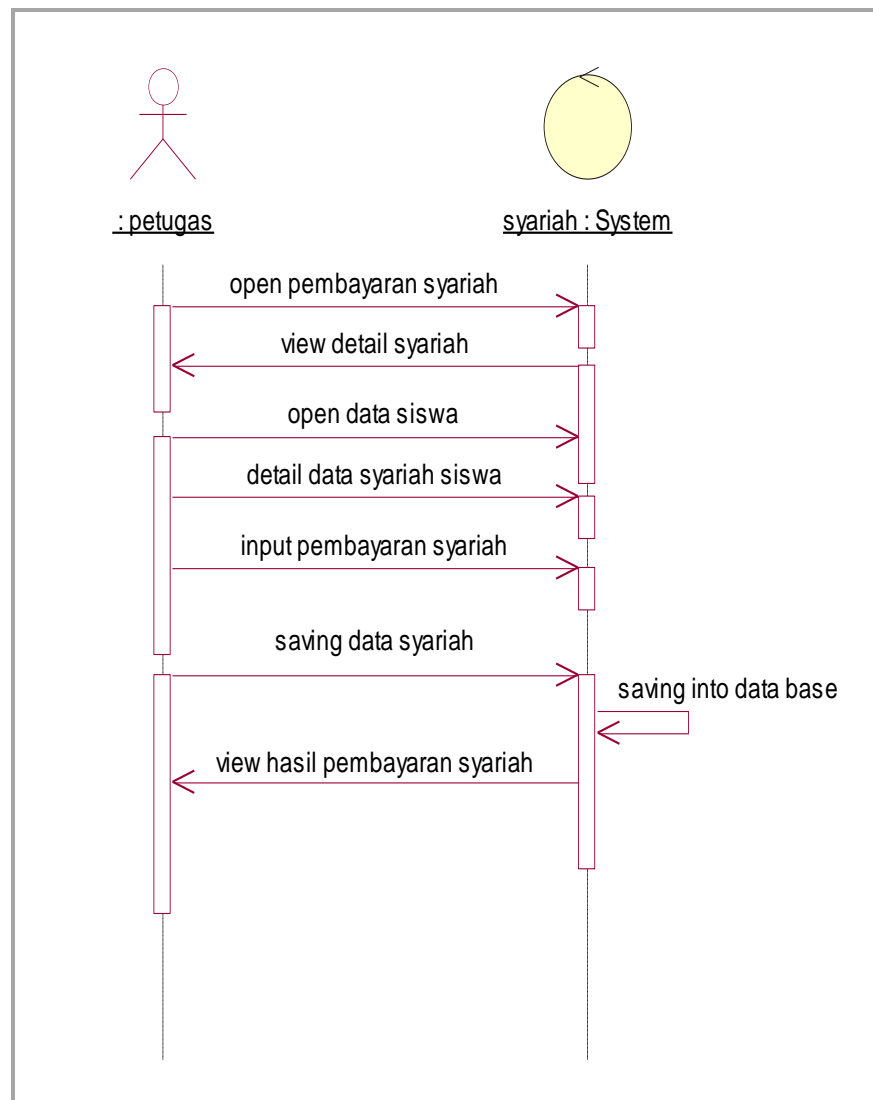 : petugas
syariah : System
open pembayaran syariah
view detail syariah
open data siswa
detail data syariah siswa
input pembayaran syariah
saving data syariah
saving into data base
view hasil pembayaran syariah